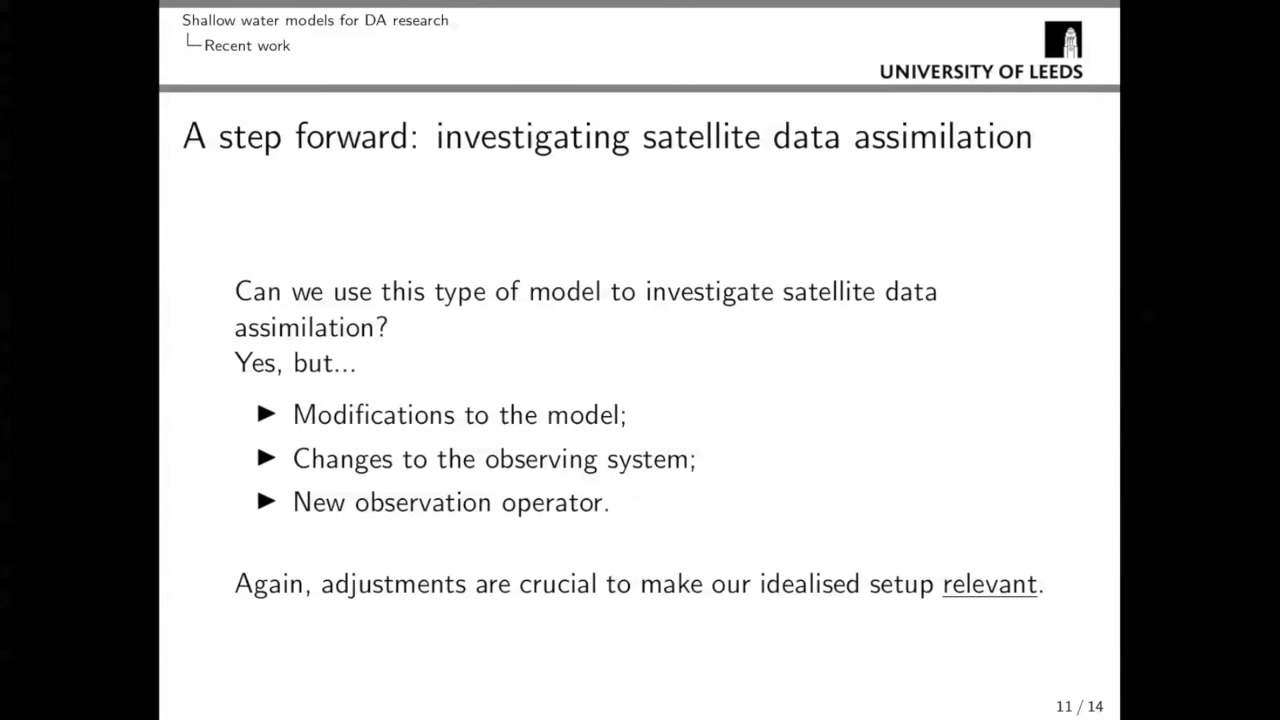 Shallow water models for DA research
Recent work
UNIVERSITY OF LEEDS
A step forward: investigating satellite data assimilation
Can we use this type of model to investigate satellite data
assimilation?
Yes, but...
▶ Modifications to the model;
▶ Changes to the observing system;
▶ New observation operator.
Again, adjustments are crucial to make our idealised setup relevant.
11 / 14